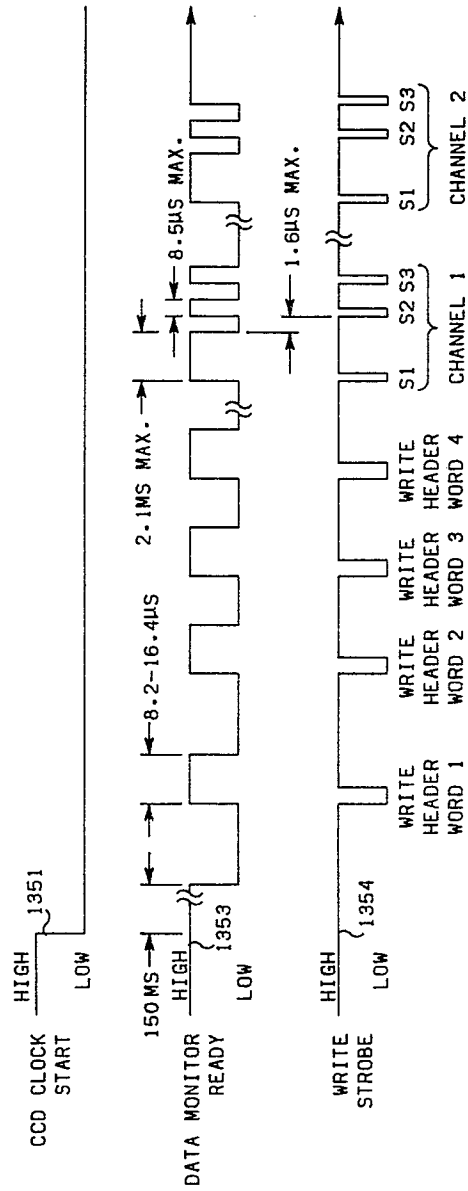 CCD CLOCK
START
HIGH
LOW
1351
DATA MONITOR
READY
HIGH
LOW
1353
150 MS
8.2-16.4µS
2.1MS MAX.
8.5µS MAX.
WRITE
STROBE
HIGH
LOW
1354
1.6µS MAX.
WRITE
HEADER
WORD 1
WRITE
HEADER
WORD 2
WRITE
HEADER
WORD 3
WRITE
HEADER
WORD 4
S1 S2 S3
CHANNEL 1
S1 S2 S3
CHANNEL 2